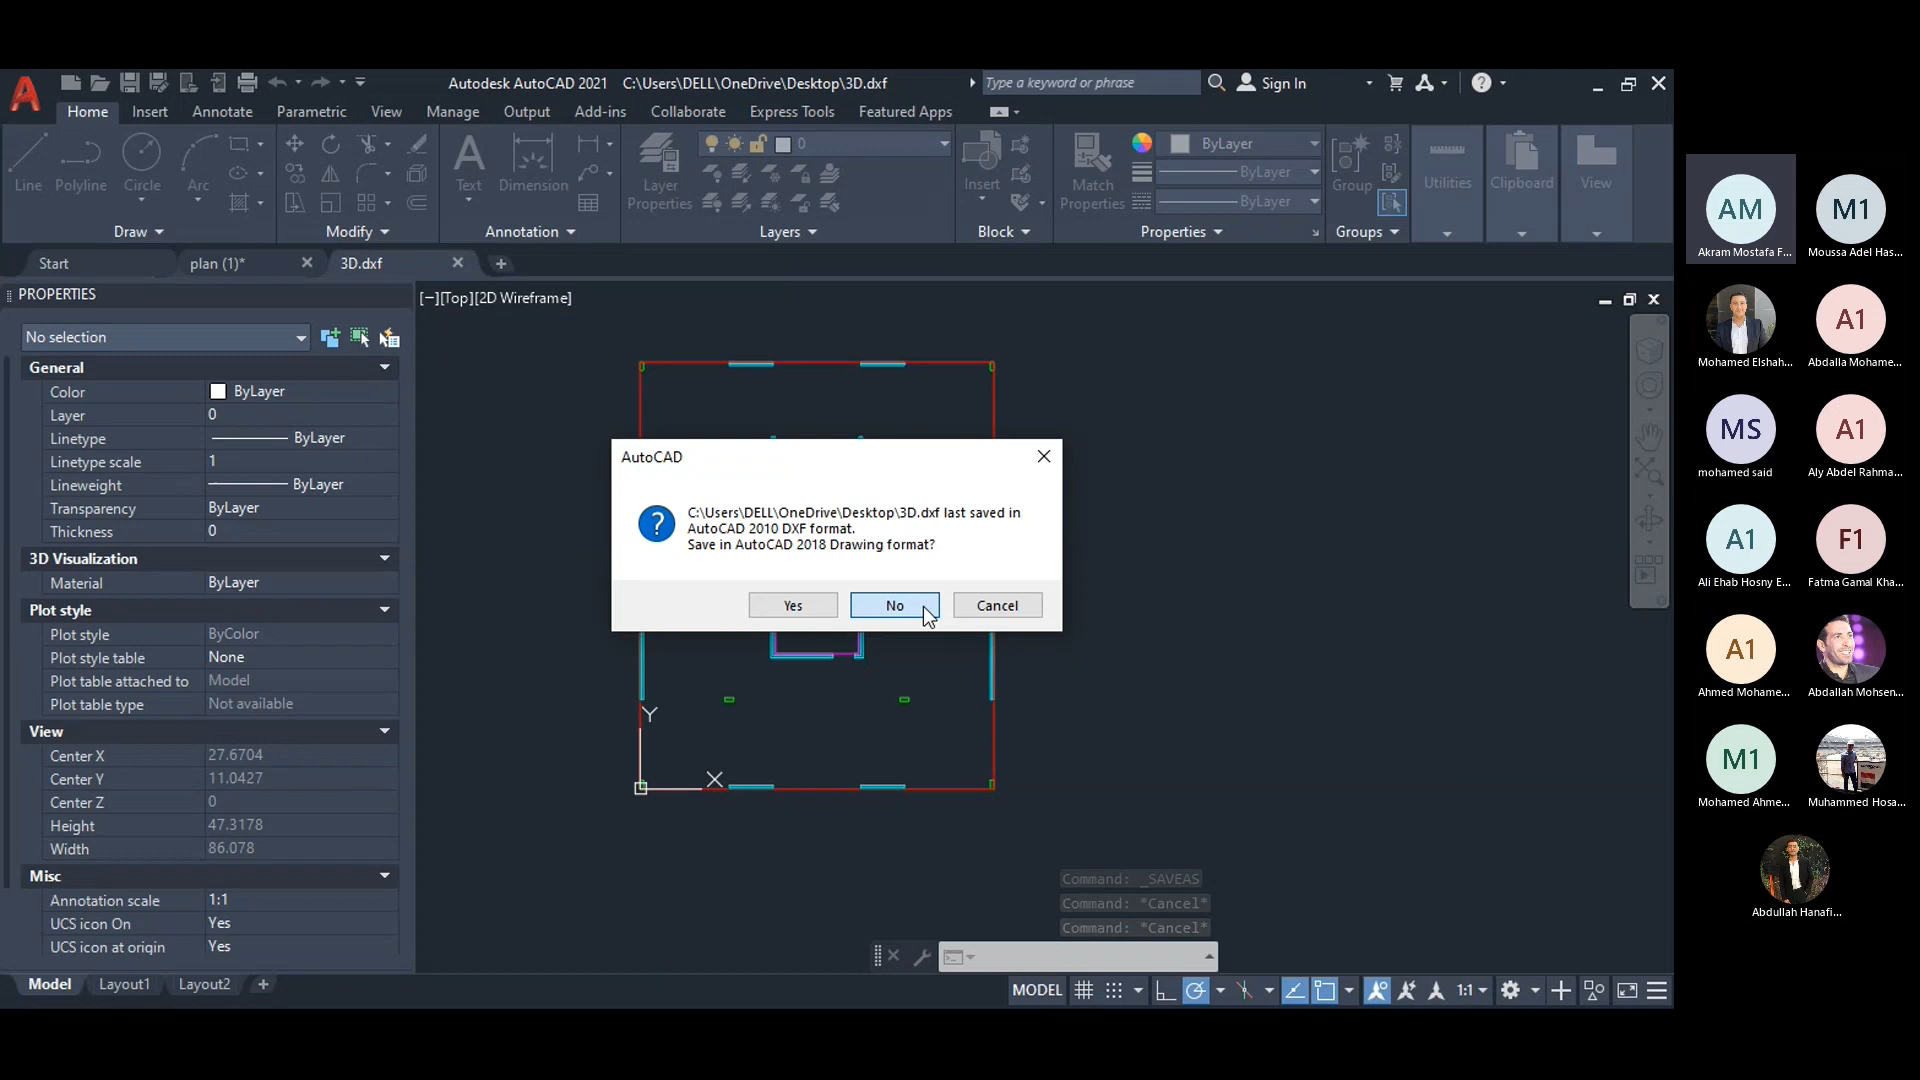 Autodesk AutoCAD 2021 C:\Users\DELL\OneDrive\Desktop\3D.dxf
Type a keyword or phrase
Sign In
Home Insert Annotate Parametric View Manage Output Add-ins Collaborate Express Tools Featured Apps
Line Polyline Circle Arc
Draw
Modify
Text Dimension
Annotation
Layer
Properties
0
Layers
Insert
Block
Match
Properties
ByLayer
ByLayer
ByLayer
Properties
Group
Groups
Utilities
Clipboard
View
Start plan (1)* 3D.dxf
PROPERTIES
No selection
General
Color ByLayer
Layer 0
Linetype ByLayer
Linetype scale 1
Lineweight ByLayer
Transparency ByLayer
Thickness 0
3D Visualization
Material ByLayer
Plot style
Plot style ByColor
Plot style table None
Plot table attached to Model
Plot table type Not available
View
Center X 27.6704
Center Y 11.0427
Center Z 0
Height 47.3178
Width 86.078
Misc
Annotation scale 1:1
UCS icon On Yes
UCS icon at origin Yes
[−][Top][2D Wireframe]
AutoCAD
C:\Users\DELL\OneDrive\Desktop\3D.dxf last saved in
AutoCAD 2010 DXF format.
Save in AutoCAD 2018 Drawing format?
Yes No Cancel
Y
X
Command: _SAVEAS
Command: *Cancel*
Command: *Cancel*
Model Layout1 Layout2
MODEL
1:1
AM M1
Akram Mostafa F... Moussa Adel Has...
A1
Mohamed Elshah... Abdalla Mohame...
MS A1
mohamed said Aly Abdel Rahma...
A1 F1
Ali Ehab Hosny E... Fatma Gamal Kha...
A1
Ahmed Mohame... Abdallah Mohsen...
M1
Mohamed Ahme... Muhammed Hosa...
Abdullah Hanafi...